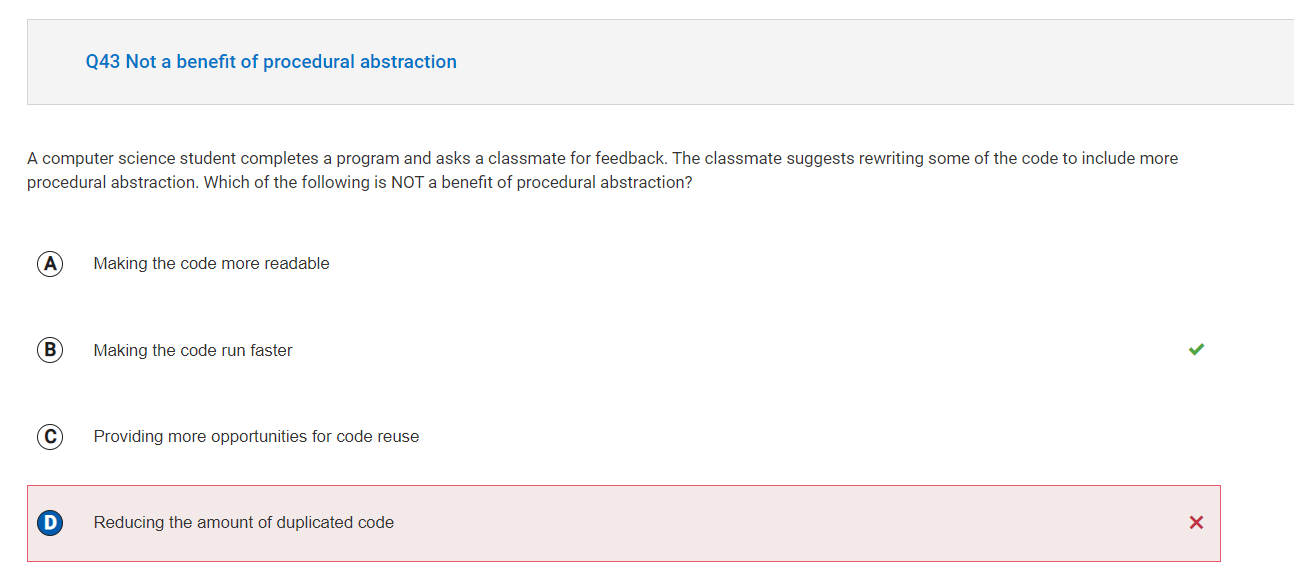 Q43 Not a benefit of procedural abstraction
A computer science student completes a program and asks a classmate for feedback. The classmate suggests rewriting some of the code to include more
procedural abstraction. Which of the following is NOT a benefit of procedural abstraction?
A Making the code more readable
B Making the code run faster
C Providing more opportunities for code reuse
D Reducing the amount of duplicated code